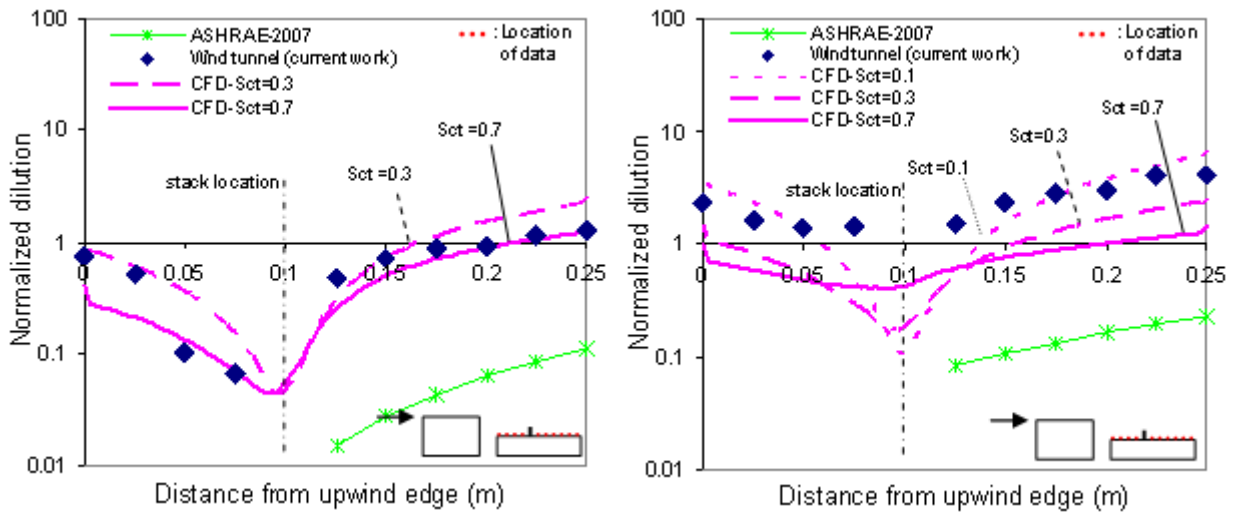 100
10
1
0.1
0.01
Normalized dilution
ASHRAE-2007
Wind tunnel (current work)
CFD-Sct=0.3
CFD-Sct=0.7
: Location
of data
stack location
Sct =0.3
Sct =0.7
0
0.05
0.1
0.15
0.2
0.25
Distance from upwind edge (m)
100
10
1
0.1
0.01
Normalized dilution
ASHRAE-2007
Wind tunnel (current work)
CFD-Sct=0.1
CFD-Sct=0.3
CFD-Sct=0.7
: Location
of data
stack location
Sct=0.1
Sct =0.3
Sct =0.7
0
0.05
0.1
0.15
0.2
0.25
Distance from upwind edge (m)